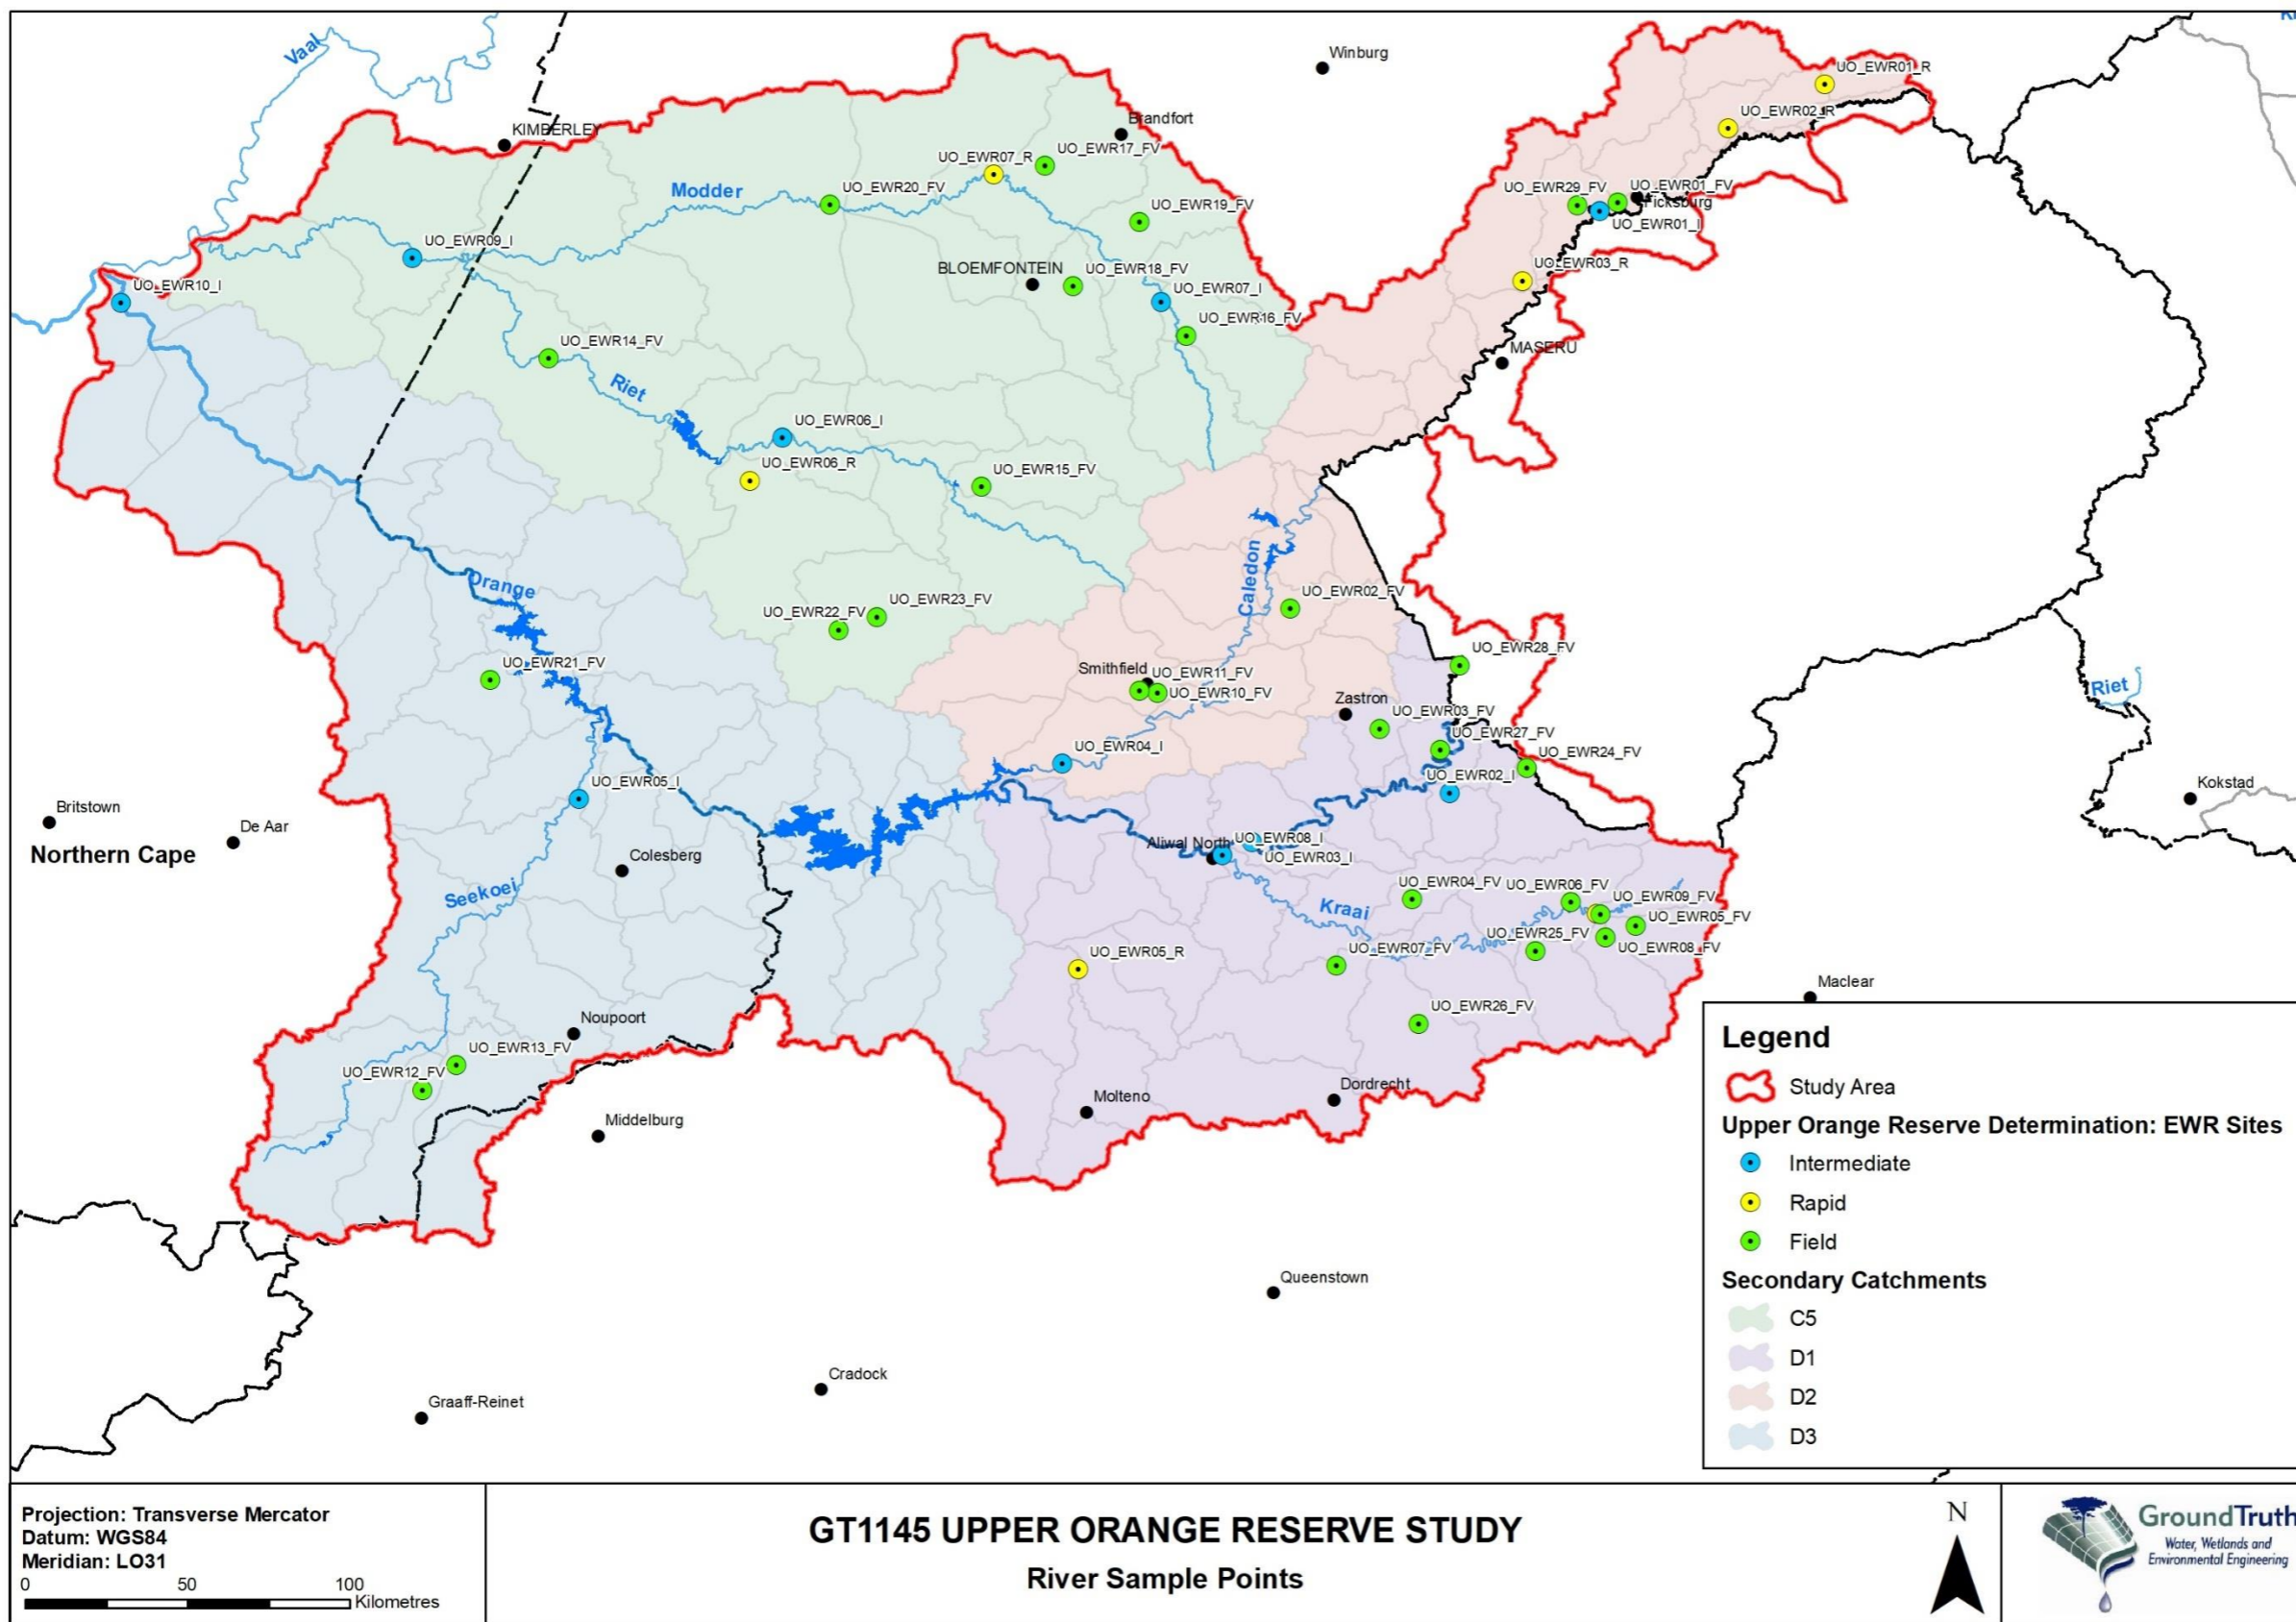 Vaal
Winburg
UO_EWR01_R
UO_EWR02_R
KIMBERLEY
Brandfort
UO_EWR17_FV
UO_EWR07_R
Modder
UO_EWR20_FV
UO_EWR29_FV
UO_EWR01_FV
Ficksburg
UO_EWR01_I
UO_EWR19_FV
UO_EWR09_I
UO_EWR03_R
BLOEMFONTEIN
UO_EWR18_FV
UO_EWR10_I
UO_EWR07_I
UO_EWR16_FV
UO_EWR14_FV
MASERU
Riet
UO_EWR06_I
UO_EWR06_R
UO_EWR15_FV
Orange
Caledon
UO_EWR02_FV
UO_EWR23_FV
UO_EWR22_FV
UO_EWR28_FV
UO_EWR21_FV
Smithfield
UO_EWR11_FV
UO_EWR10_FV
Zastron
Riet
UO_EWR03_FV
UO_EWR27_FV
UO_EWR04_I
UO_EWR24_FV
UO_EWR02_I
UO_EWR05_I
Kokstad
Britstown
De Aar
Northern Cape
Colesberg
Aliwal North
UO_EWR08_I
UO_EWR03_I
Seekoei
Kraai
UO_EWR04_FV
UO_EWR06_FV
UO_EWR09_FV
UO_EWR05_FV
UO_EWR25_FV
UO_EWR08_FV
UO_EWR07_FV
UO_EWR05_R
Maclear
UO_EWR26_FV
Noupoort
UO_EWR13_FV
UO_EWR12_FV
Dordrecht
Molteno
Middelburg
Queenstown
Cradock
Graaff-Reinet
Legend
Study Area
Upper Orange Reserve Determination: EWR Sites
Intermediate
Rapid
Field
Secondary Catchments
C5
D1
D2
D3
Projection: Transverse Mercator
Datum: WGS84
Meridian: LO31
0 50 100
Kilometres
GT1145 UPPER ORANGE RESERVE STUDY
River Sample Points
N
GroundTruth
Water, Wetlands and
Environmental Engineering